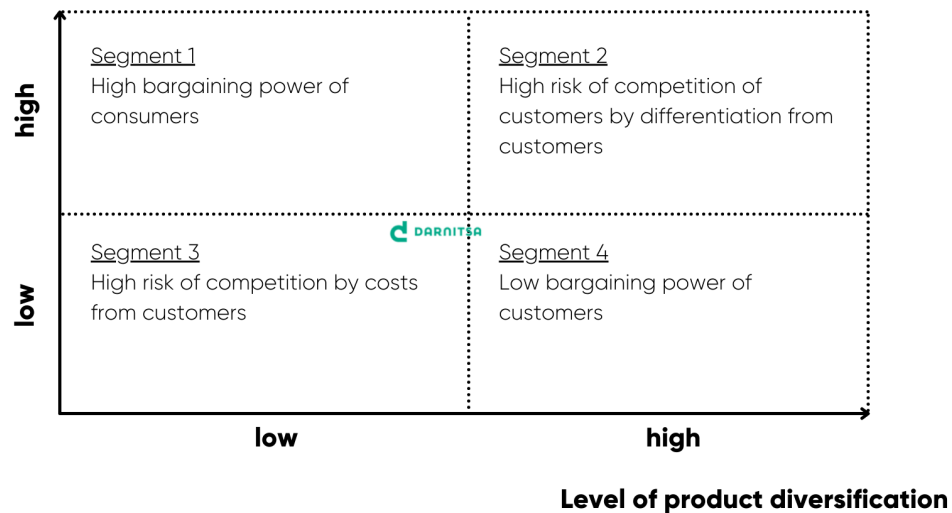 Segment 1
High bargaining power of
consumers
Segment 2
High risk of competition of
customers by differentiation from
customers
high
DARNITSA
Segment 3
High risk of competition by costs
from customers
Segment 4
Low bargaining power of
customers
low
low
high
Level of product diversification